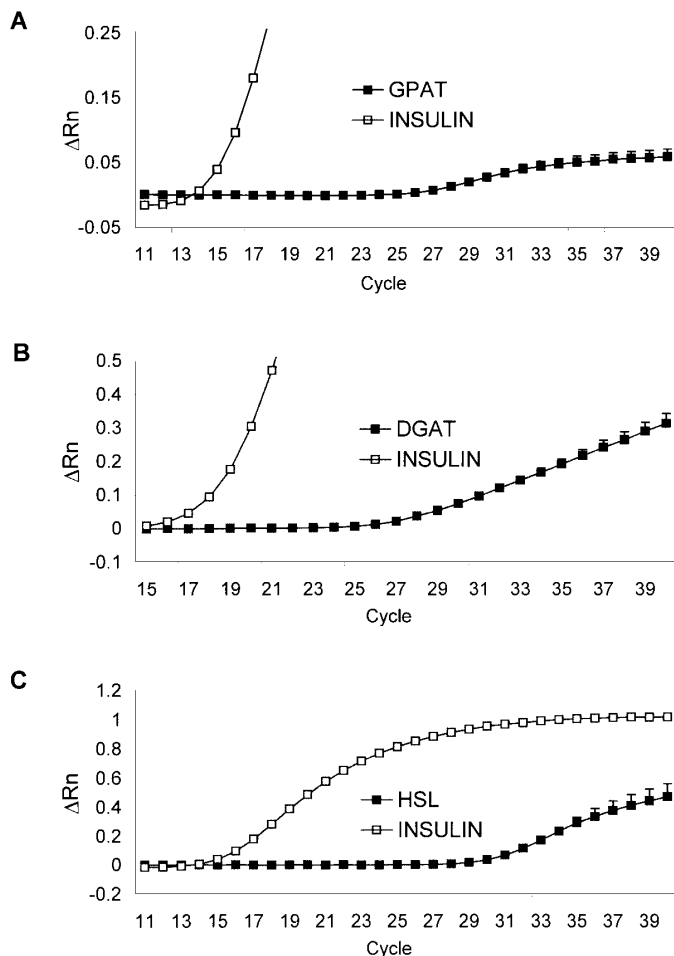 A
0.25
0.15
0.05
-0.05
ΔRn
GPAT
INSULIN
11 13 15 17 19 21 23 25 27 29 31 33 35 37 39
Cycle
B
0.5
0.4
0.3
0.2
0.1
0
-0.1
ΔRn
DGAT
INSULIN
15 17 19 21 23 25 27 29 31 33 35 37 39
Cycle
C
1.2
1
0.8
0.6
0.4
0.2
0
-0.2
ΔRn
HSL
INSULIN
11 13 15 17 19 21 23 25 27 29 31 33 35 37 39
Cycle